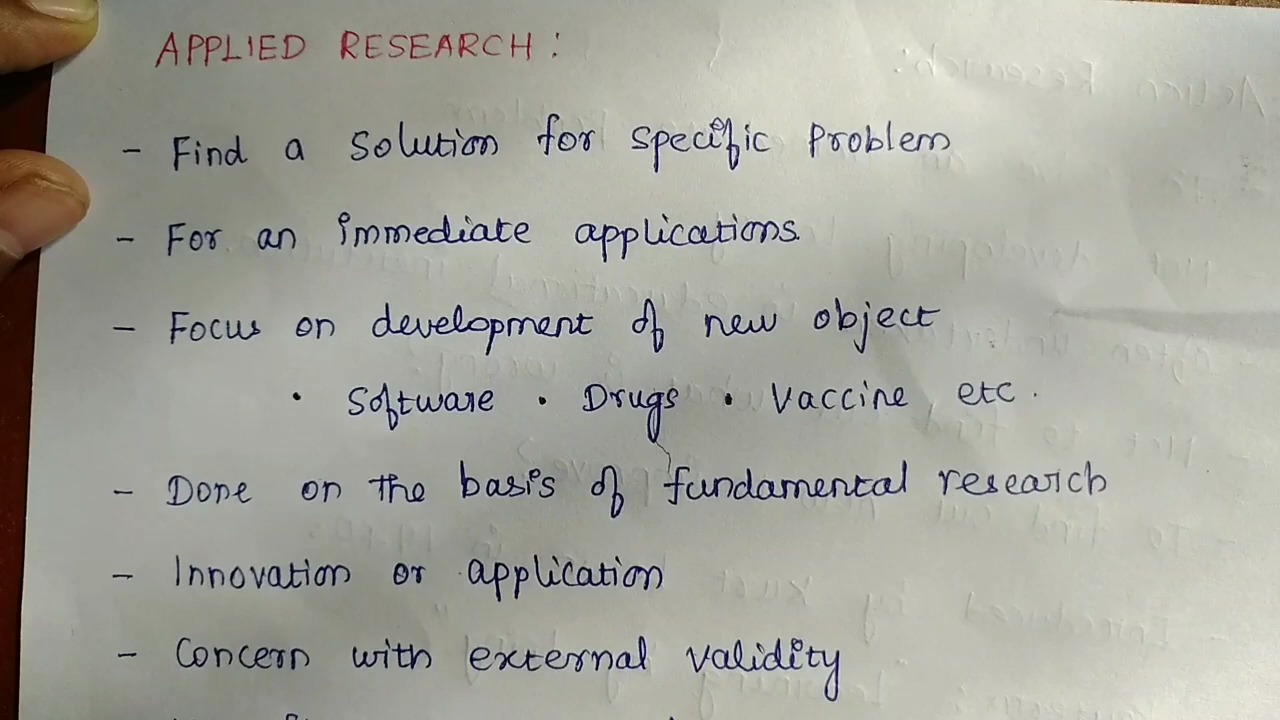 APPLIED RESEARCH:
- Find a solution for specific Problem
- For an immediate applications.
- Focus on development of new object
• Software • Drugs • Vaccine, etc.
- Done on the basis of fundamental research
- Innovation or application
- Concern with external validity